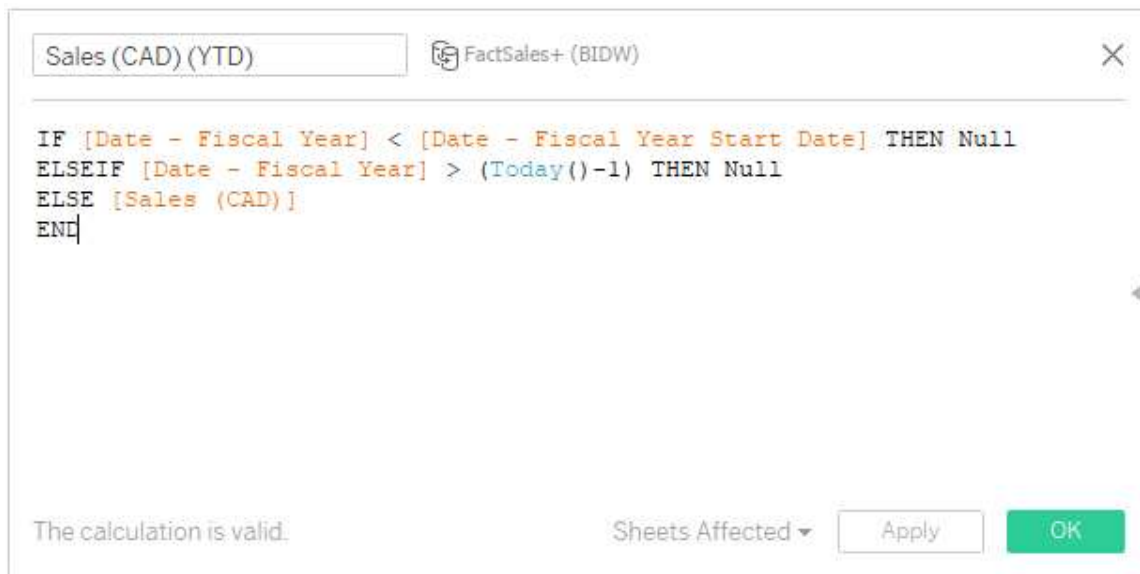 Sales (CAD) (YTD)
FactSales+ (BIDW)
IF [Date - Fiscal Year] < [Date - Fiscal Year Start Date] THEN Null
ELSEIF [Date - Fiscal Year] > (Today()-1) THEN Null
ELSE [Sales (CAD)]
END
The calculation is valid.
Sheets Affected
Apply
OK